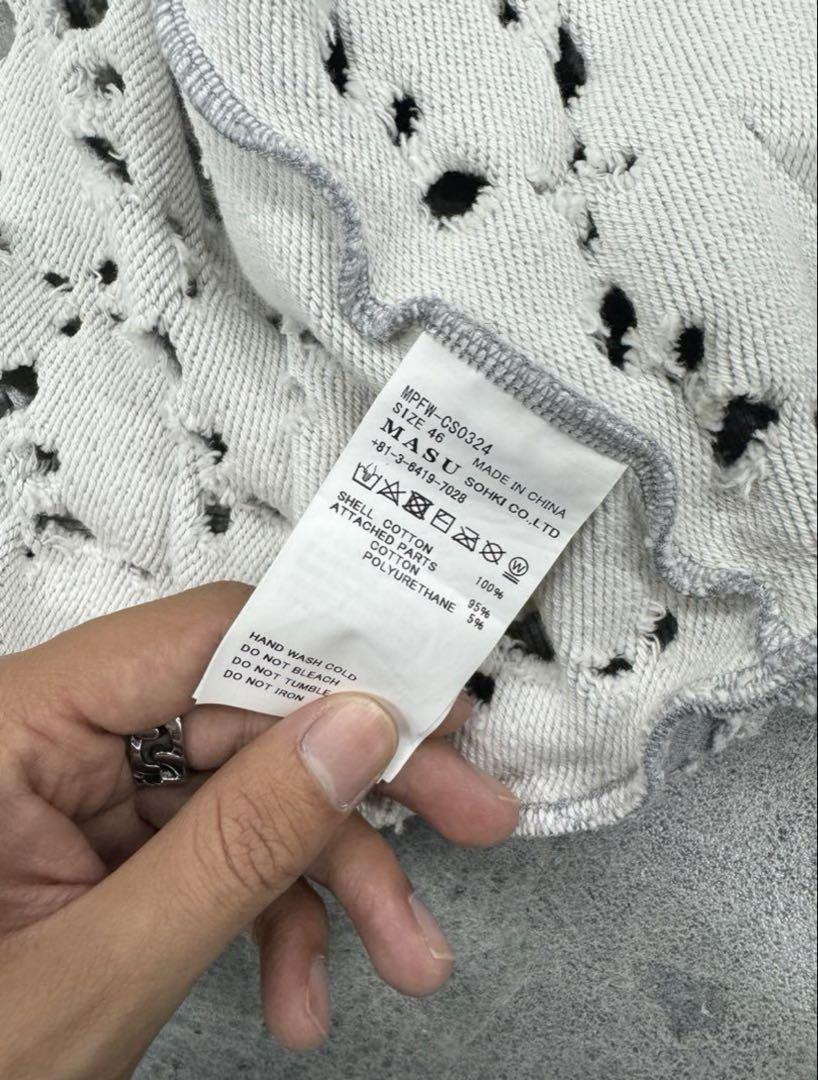 MPFW-CS0324
SIZE 46 MADE IN CHINA
MASU SOHKI CO.,LTD
+81-3-6419-7028
W
SHELL COTTON 100%
ATTACHED PARTS
COTTON 95%
POLYURETHANE 5%
HAND WASH COLD
DO NOT BLEACH
DO NOT TUMBLE
DO NOT IRON